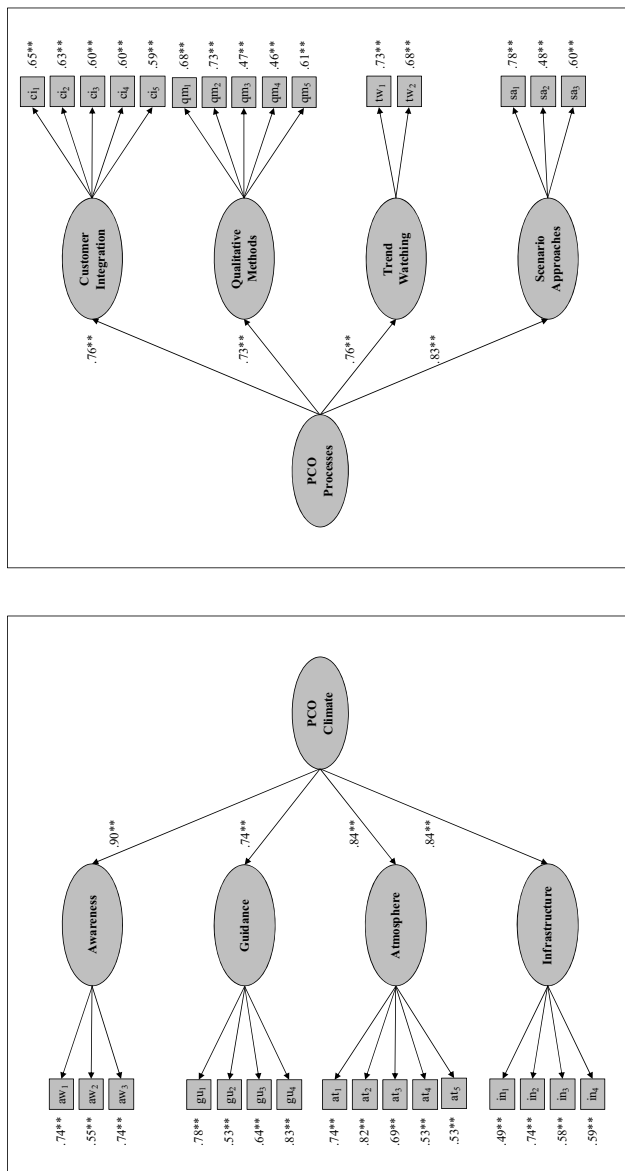 .74**
.55**
.74**
aw1
aw2
aw3
Awareness
.90**
.78**
.53**
.64**
.83**
gu1
gu2
gu3
gu4
Guidance
.74**
.74**
.82**
.69**
.53**
.53**
at1
at2
at3
at4
at5
Atmosphere
.84**
.49**
.74**
.58**
.59**
in1
in2
in3
in4
Infrastructure
.84**
PCO
Climate
PCO
Processes
.76**
Customer
Integration
ci1
ci2
ci3
ci4
ci5
.65**
.63**
.60**
.60**
.59**
.73**
Qualitative
Methods
qm1
qm2
qm3
qm4
qm5
.68**
.73**
.47**
.46**
.61**
.76**
Trend
Watching
tw1
tw2
.73**
.68**
.83**
Scenario
Approaches
sa1
sa2
sa3
.78**
.48**
.60**